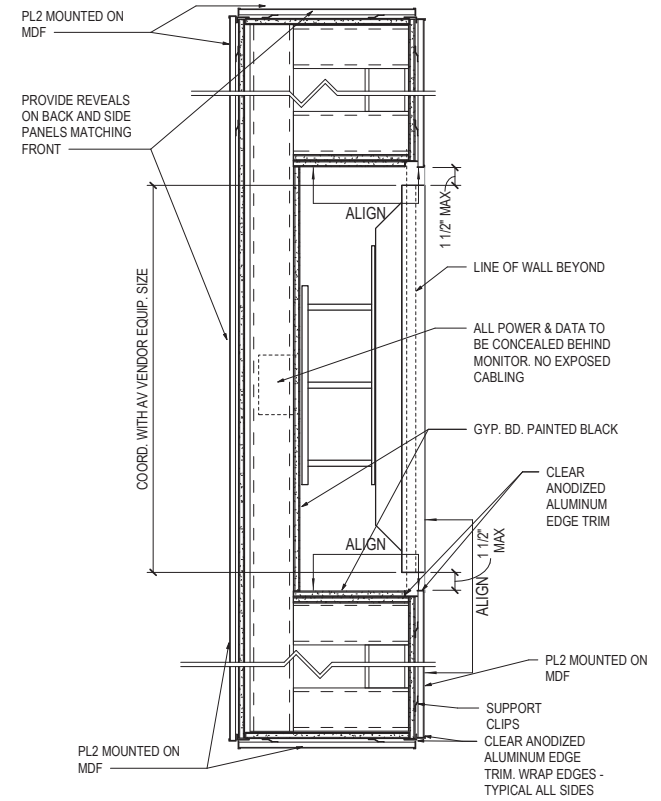 PL2 MOUNTED ON
MDF
PROVIDE REVEALS
ON BACK AND SIDE
PANELS MATCHING
FRONT
ALIGN
1 1/2" MAX
LINE OF WALL BEYOND
ALL POWER & DATA TO
BE CONCEALED BEHIND
MONITOR. NO EXPOSED
CABLING
COORD. WITH AV VENDOR EQUIP. SIZE
GYP. BD. PAINTED BLACK
CLEAR
ANODIZED
ALUMINUM
EDGE TRIM
ALIGN
1 1/2"
MAX
ALIGN
PL2 MOUNTED ON
MDF
SUPPORT
CLIPS
CLEAR ANODIZED
ALUMINUM EDGE
TRIM. WRAP EDGES -
TYPICAL ALL SIDES
PL2 MOUNTED ON
MDF